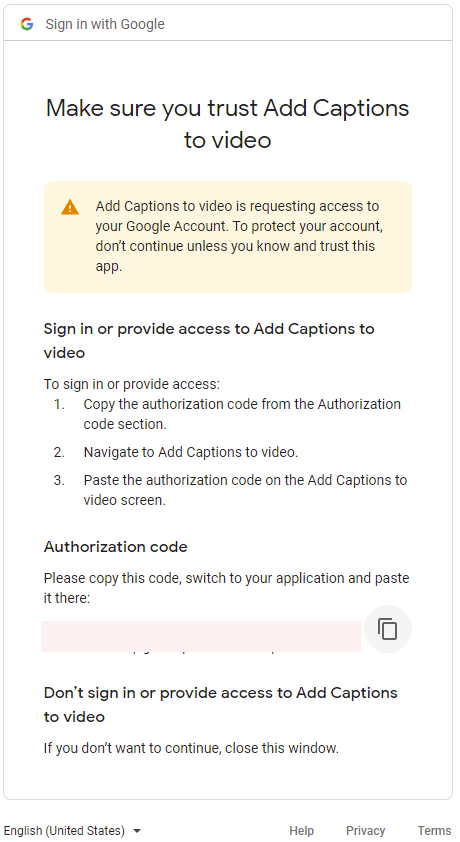 Sign in with Google
Make sure you trust Add Captions
to video
Add Captions to video is requesting access to
your Google Account. To protect your account,
don’t continue unless you know and trust this
app.
Sign in or provide access to Add Captions to
video
To sign in or provide access:
1. Copy the authorization code from the Authorization
code section.
2. Navigate to Add Captions to video.
3. Paste the authorization code on the Add Captions to
video screen.
Authorization code
Please copy this code, switch to your application and paste
it there:
Don’t sign in or provide access to Add Captions
to video
If you don’t want to continue, close this window.
English (United States) Help Privacy Terms